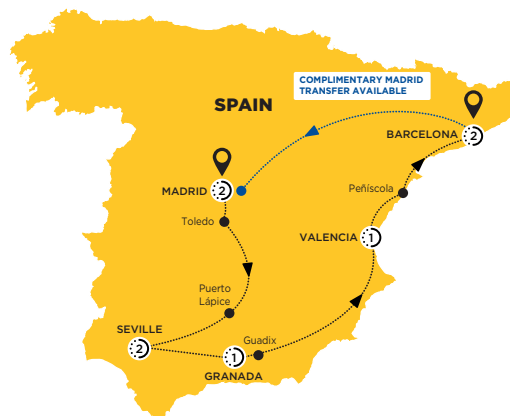 COMPLIMENTARY MADRID
TRANSFER AVAILABLE
SPAIN
BARCELONA
2
MADRID
2
Peñíscola
Toledo
VALENCIA
1
Puerto
Lápice
SEVILLE
2
Guadix
1
GRANADA